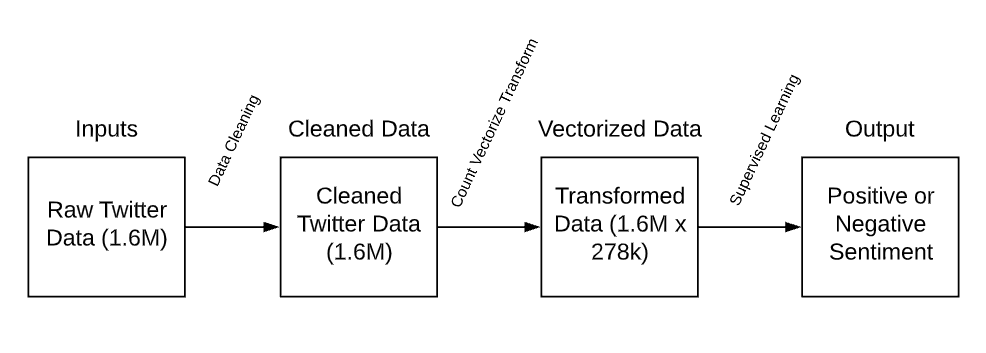 Inputs
Data Cleaning
Cleaned Data
Count Vectorize Transform
Vectorized Data
Supervised Learning
Output
Raw Twitter
Data (1.6M)
Cleaned
Twitter Data
(1.6M)
Transformed
Data (1.6M x
278k)
Positive or
Negative
Sentiment